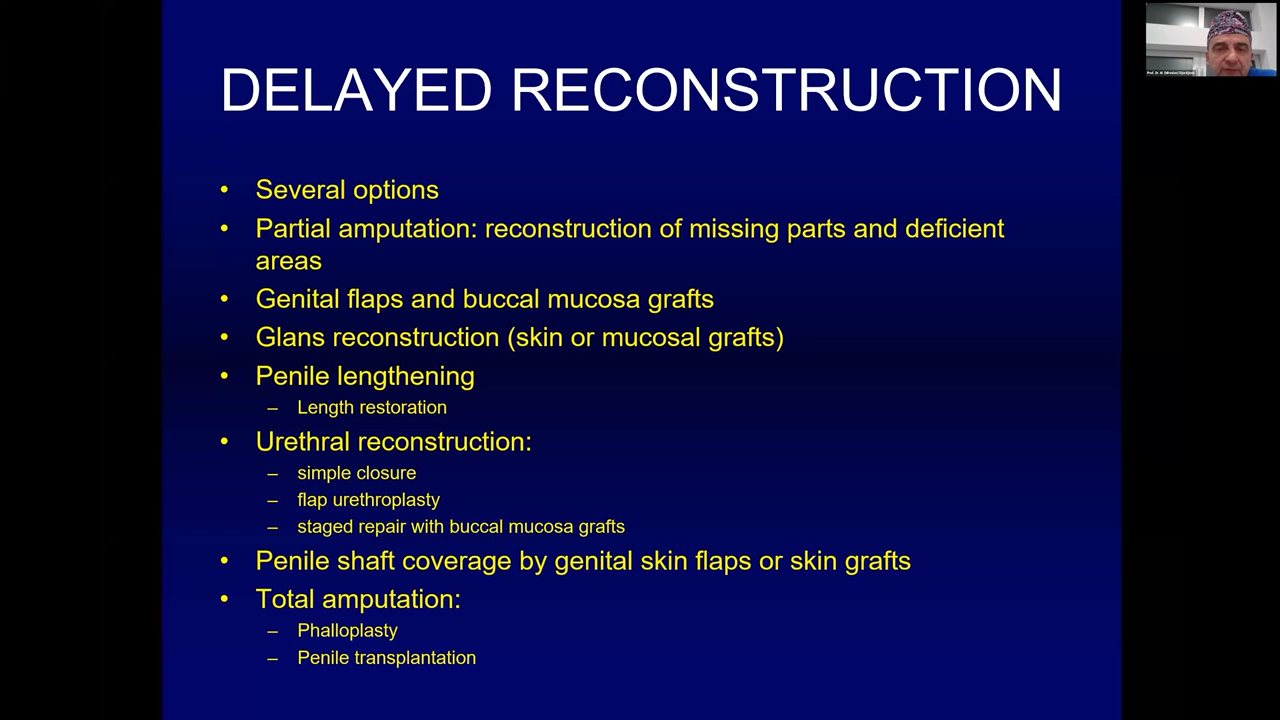 DELAYED RECONSTRUCTION
• Several options
• Partial amputation: reconstruction of missing parts and deficient
areas
• Genital flaps and buccal mucosa grafts
• Glans reconstruction (skin or mucosal grafts)
• Penile lengthening
– Length restoration
• Urethral reconstruction:
– simple closure
– flap urethroplasty
– staged repair with buccal mucosa grafts
• Penile shaft coverage by genital skin flaps or skin grafts
• Total amputation:
– Phalloplasty
– Penile transplantation